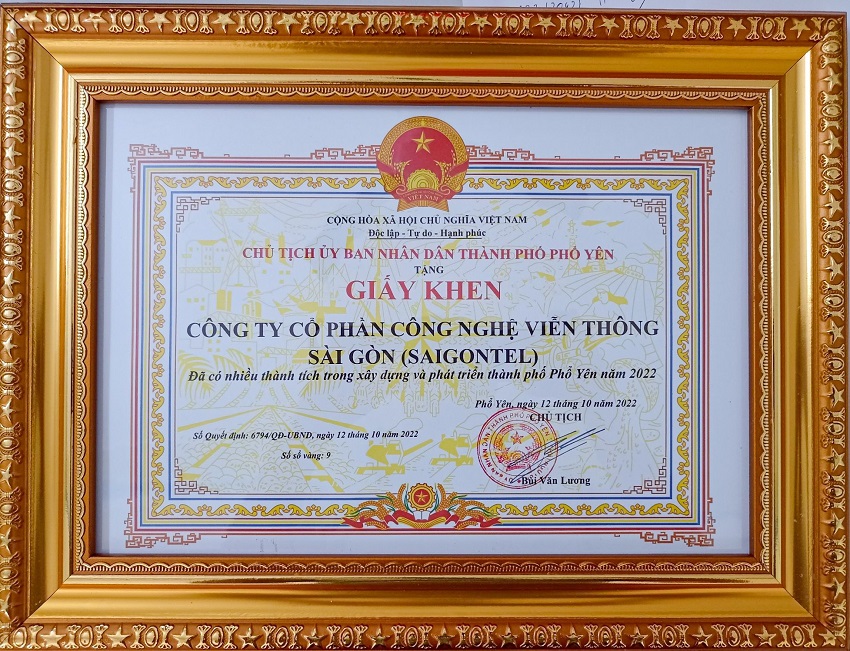 VIỆT NAM
CỘNG HÒA XÃ HỘI CHỦ NGHĨA VIỆT NAM
Độc lập - Tự do - Hạnh phúc
CHỦ TỊCH ỦY BAN NHÂN DÂN THÀNH PHỐ PHỔ YÊN
TẶNG
GIẤY KHEN
CÔNG TY CỔ PHẦN CÔNG NGHỆ VIỄN THÔNG
SÀI GÒN (SAIGONTEL)
Đã có nhiều thành tích trong xây dựng và phát triển thành phố Phổ Yên năm 2022
Phổ Yên, ngày 12 tháng 10 năm 2022
CHỦ TỊCH
Số Quyết định: 6794/QĐ-UBND, ngày 12 tháng 10 năm 2022
Số sổ vàng: 9
Bùi Văn Lương